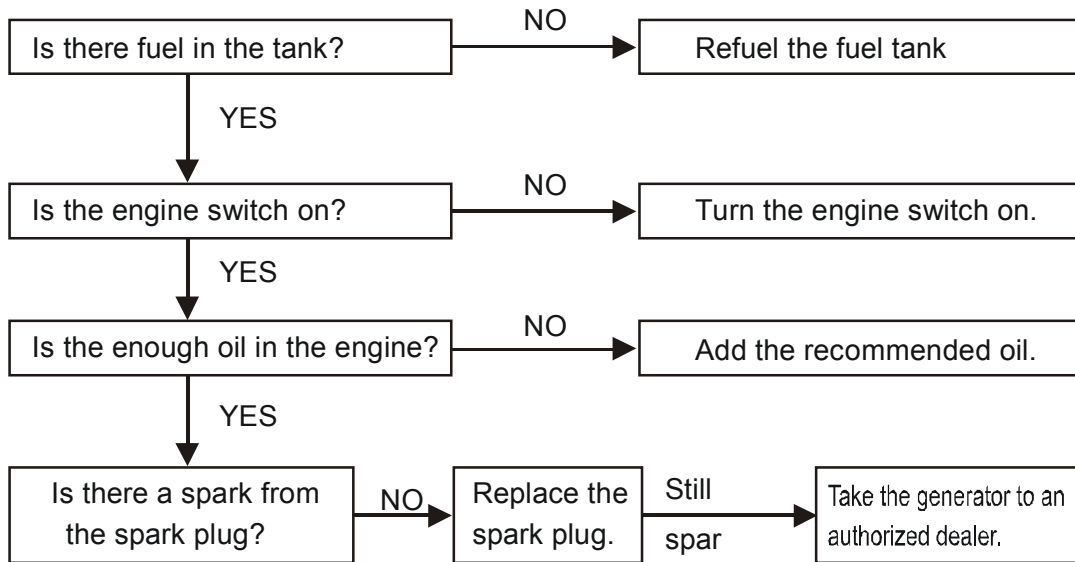 Is there fuel in the tank?
NO
Refuel the fuel tank
YES
Is the engine switch on?
NO
Turn the engine switch on.
YES
Is the enough oil in the engine?
NO
Add the recommended oil.
YES
Is there a spark from
the spark plug?
NO
Replace the
spark plug.
Still
spar
Take the generator to an
authorized dealer.